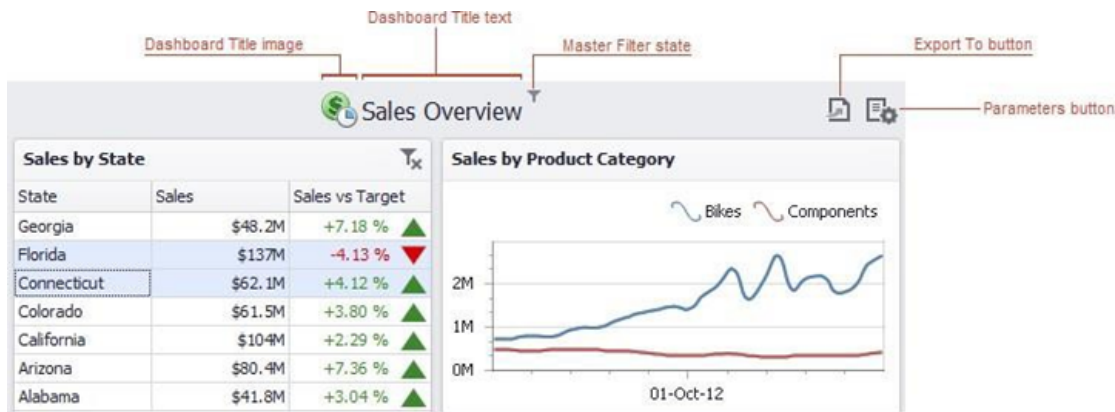 Dashboard Title text
Dashboard Title image
Master Filter state
Export To button
Sales Overview
Parameters button
Sales by State
Sales by Product Category
State Sales Sales vs Target
Bikes Components
Georgia $48.2M +7.18 %
Florida $137M -4.13 %
Connecticut $62.1M +4.12 %
2M
Colorado $61.5M +3.80 %
1M
California $104M +2.29 %
Arizona $80.4M +7.36 %
0M
Alabama $41.8M +3.04 %
01-Oct-12